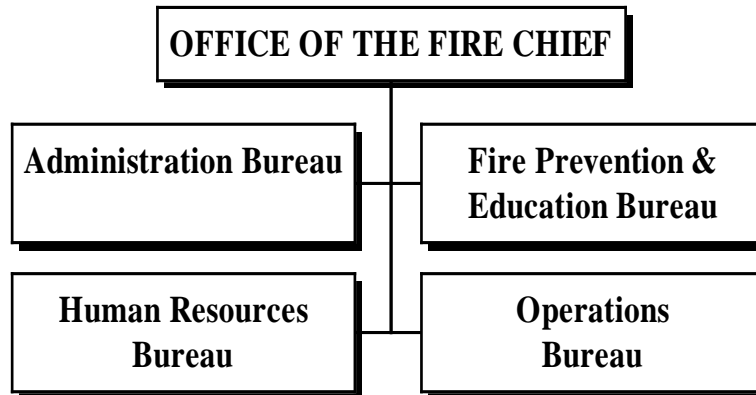 OFFICE OF THE FIRE CHIEF
Administration Bureau
Fire Prevention &
Education Bureau
Human Resources
Bureau
Operations
Bureau